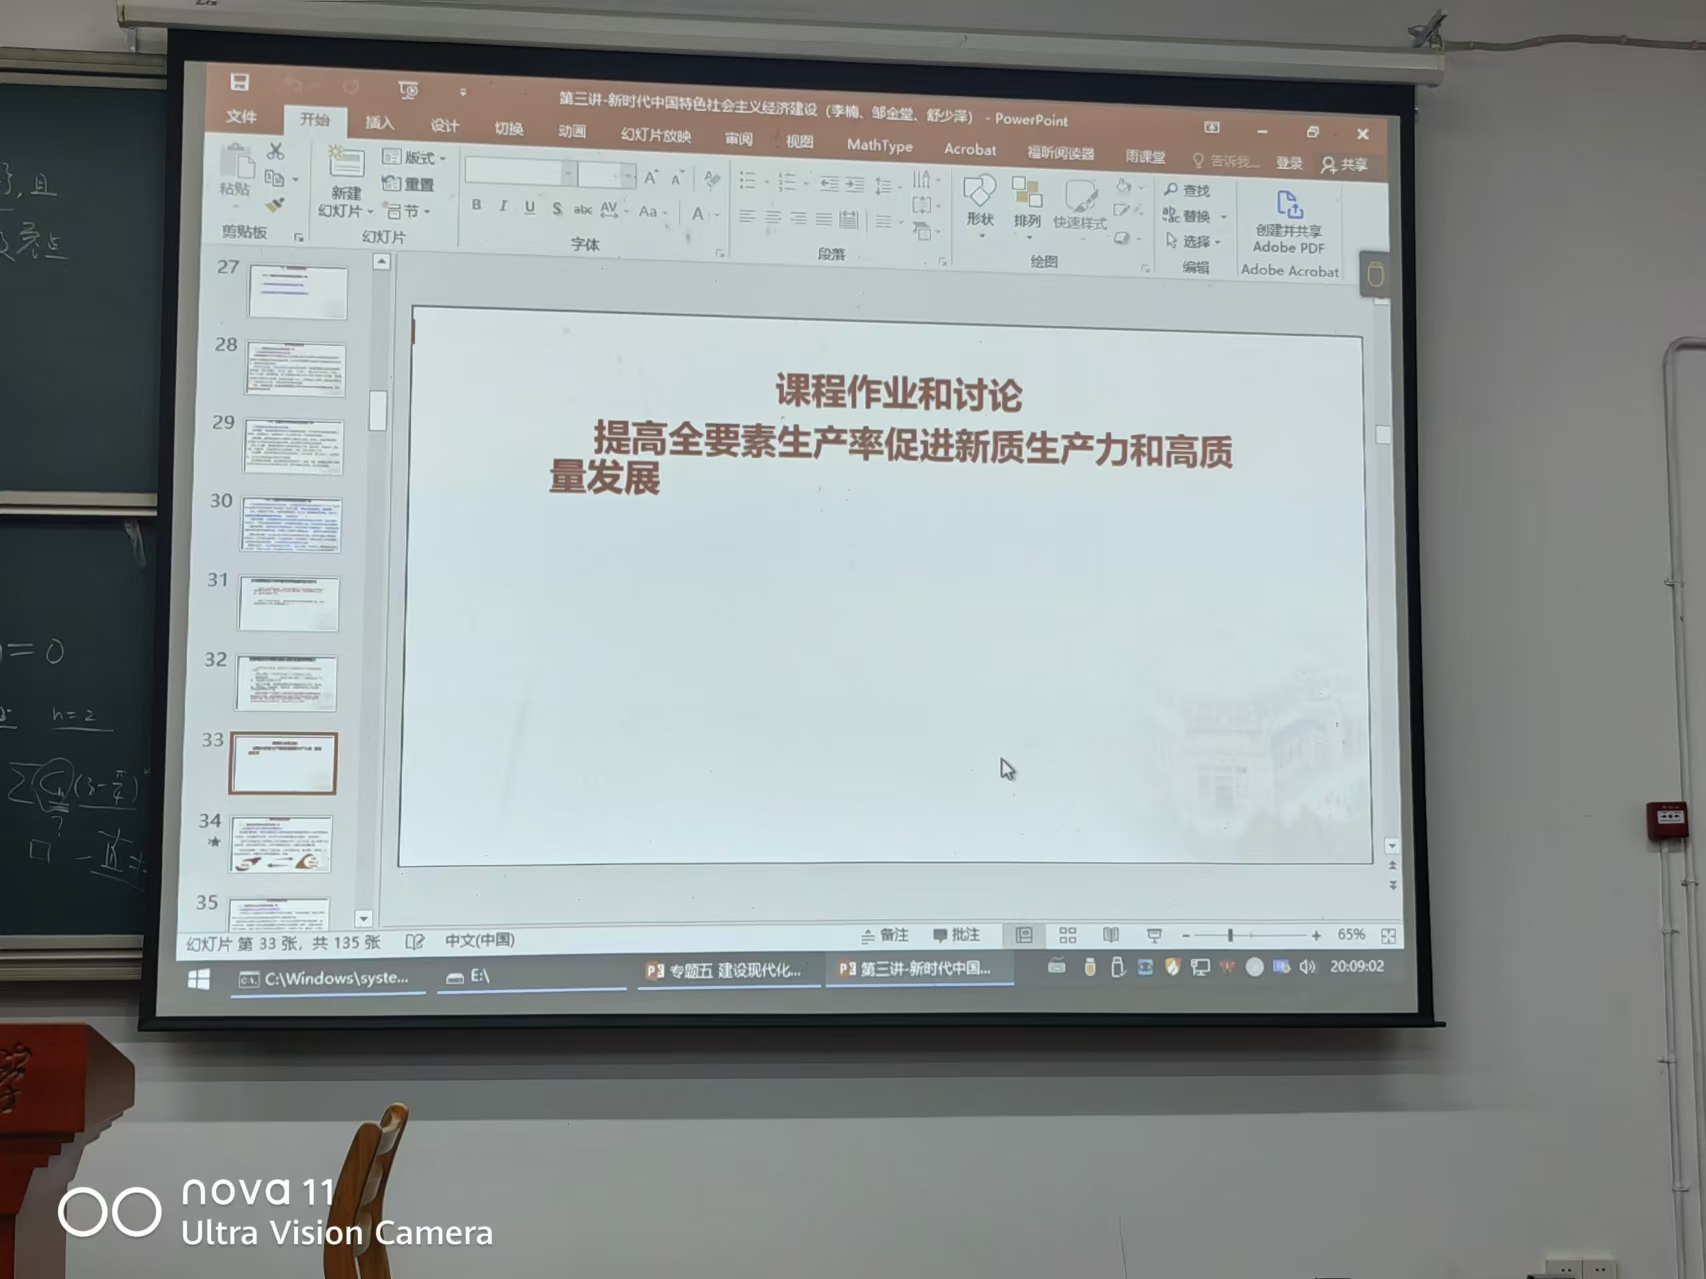 第三讲-新时代中国特色社会主义经济建设（李楠、邹金堂、舒少泽） - PowerPoint
文件 开始 插入 设计 切换 动画 幻灯片放映 审阅 视图 MathType Acrobat 福昕阅读器 雨课堂 告诉我... 登录 共享
粘贴
剪贴板
新建
幻灯片
版式
重置
节
幻灯片
B I U S abc AV Aa A
字体
段落
形状 排列 快速样式
绘图
查找
替换
选择
编辑
创建并共享
Adobe PDF
Adobe Acrobat
27
28
29
30
31
32
33
34
35
课程作业和讨论
提高全要素生产率促进新质生产力和高质
量发展
幻灯片 第 33 张，共 135 张 中文(中国) 备注 批注 65%
C:\Windows\syste... E:\ 专题五 建设现代化... 第三讲-新时代中国... 20:09:02
且
= 0
n=2
nova 11
Ultra Vision Camera